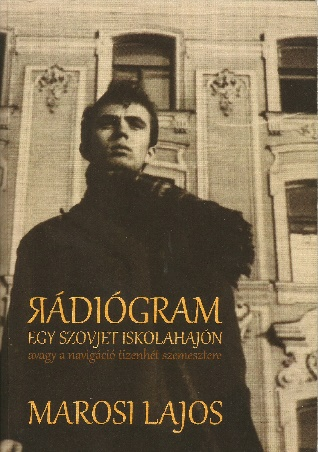 ЯÁDIÓGRAM
EGY SZOVJET ISKOLAHAJÓN
avagy a navigáció tizenhét szemesztere
MAROSI LAJOS